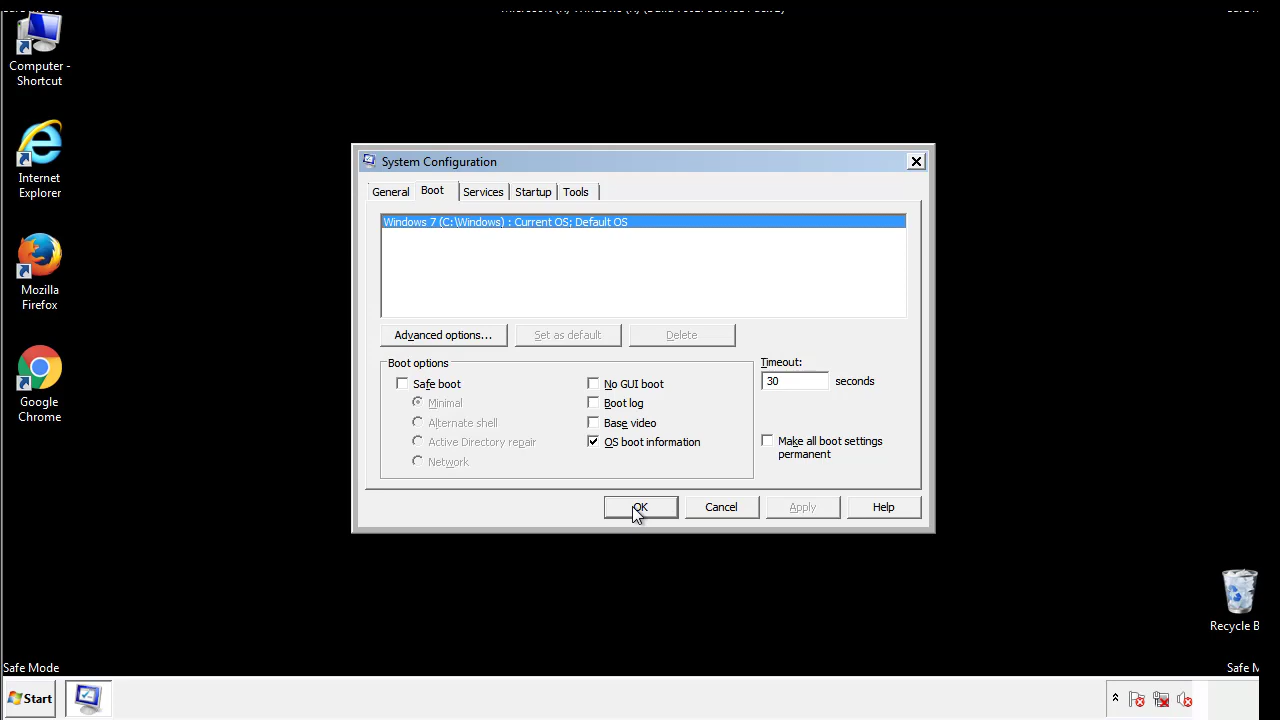 Computer -
Shortcut
Internet
Explorer
Mozilla
Firefox
Google
Chrome
System Configuration
General
Boot
Services
Startup
Tools
Windows 7 (C:\Windows) : Current OS; Default OS
Advanced options...
Set as default
Delete
Boot options
Safe boot
Minimal
Alternate shell
Active Directory repair
Network
No GUI boot
Boot log
Base video
OS boot information
Timeout:
30 seconds
Make all boot settings
permanent
OK
Cancel
Apply
Help
Recycle B
Safe Mode
Safe M
Start